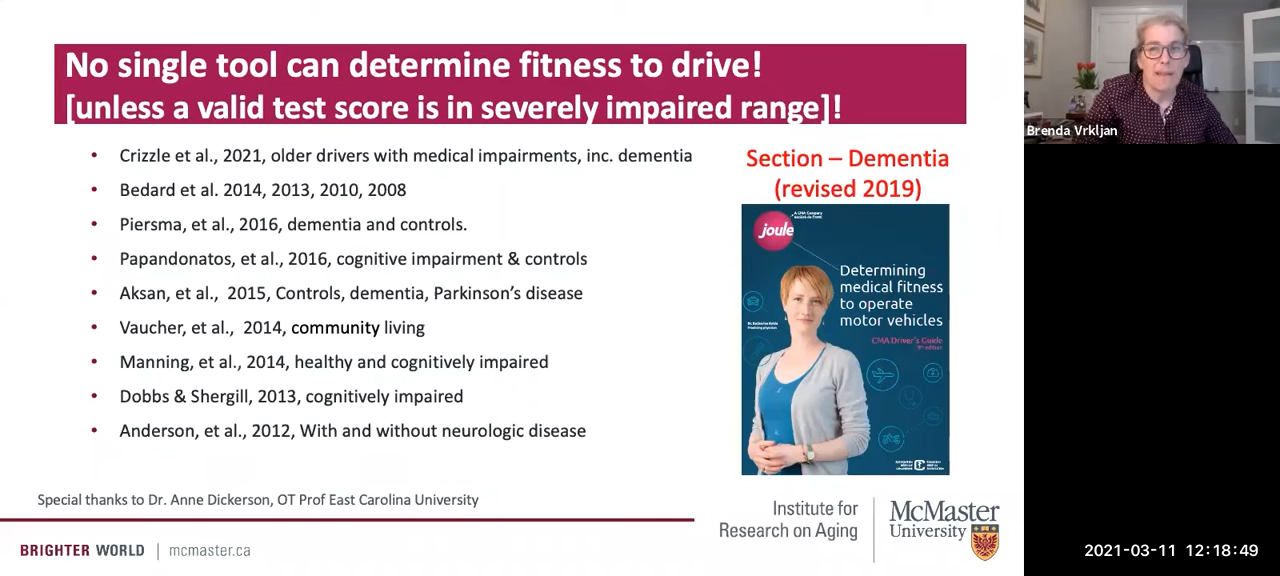 No single tool can determine fitness to drive!
[unless a valid test score is in severely impaired range]!
• Crizzle et al., 2021, older drivers with medical impairments, inc. dementia
• Bedard et al. 2014, 2013, 2010, 2008
• Piersma, et al., 2016, dementia and controls.
• Papandonatos, et al., 2016, cognitive impairment & controls
• Aksan, et al., 2015, Controls, dementia, Parkinson's disease
• Vaucher, et al., 2014, community living
• Manning, et al., 2014, healthy and cognitively impaired
• Dobbs & Shergill, 2013, cognitively impaired
• Anderson, et al., 2012, With and without neurologic disease
Section – Dementia
(revised 2019)
joule
A CMA Company
Determining
medical fitness
to operate
motor vehicles
CMA Driver's Guide
Special thanks to Dr. Anne Dickerson, OT Prof East Carolina University
BRIGHTER WORLD | mcmaster.ca
Institute for
Research on Aging
McMaster
University
Brenda Vrkljan
2021-03-11 12:18:49